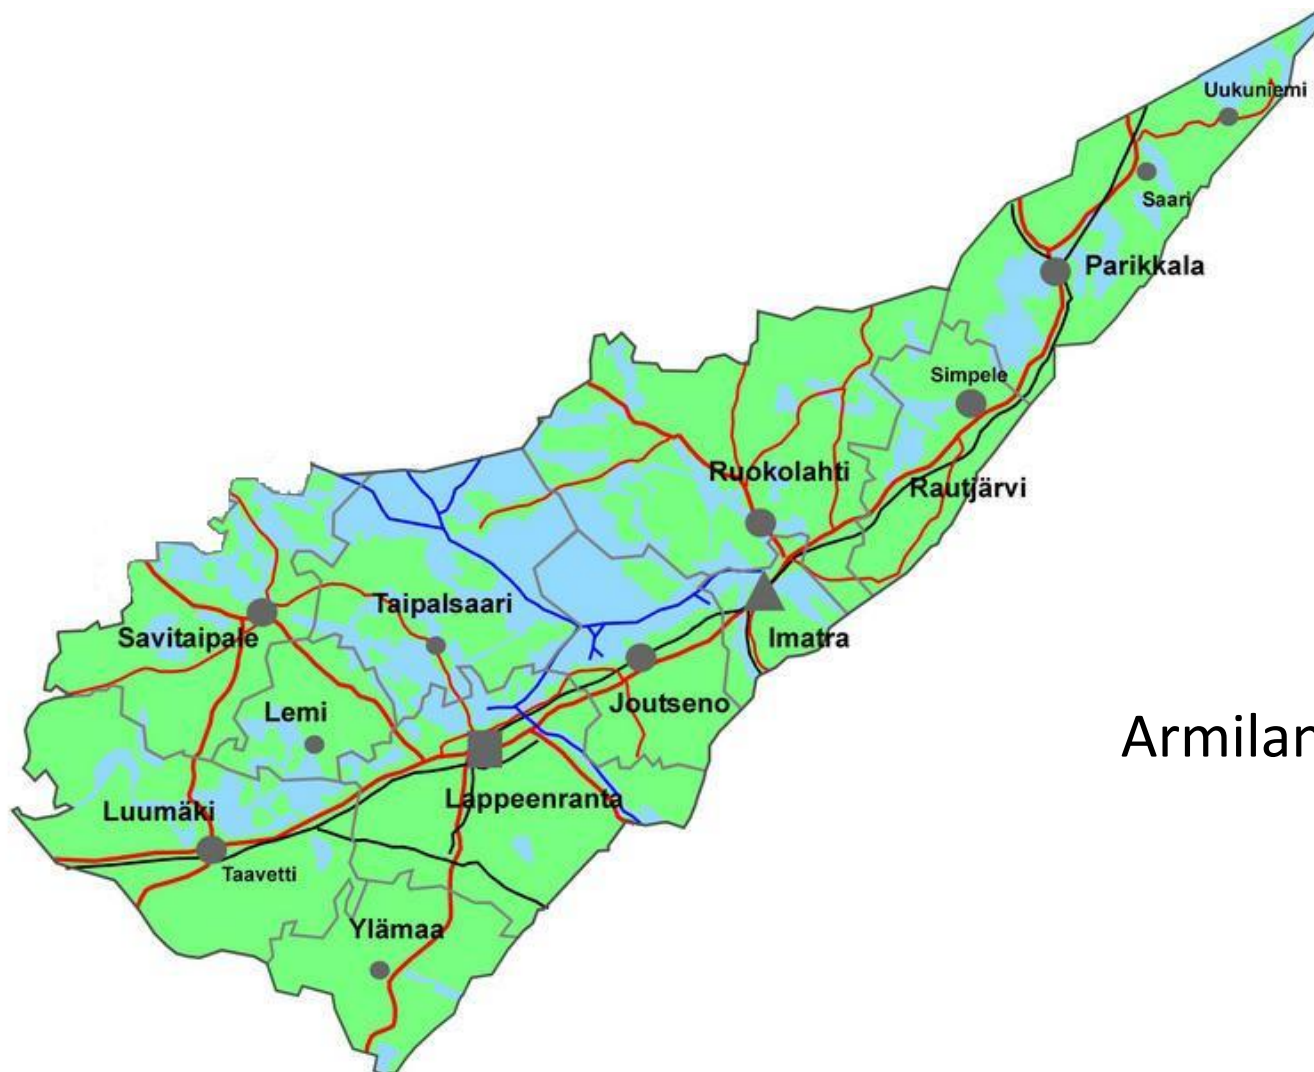 Uukuniemi
Saari
Parikkala
Simpele
Ruokolahti
Rautjärvi
Taipalsaari
Savitaipale
Imatra
Joutseno
Lemi
Armilan
Lappeenranta
Luumäki
Taavetti
Ylämaa